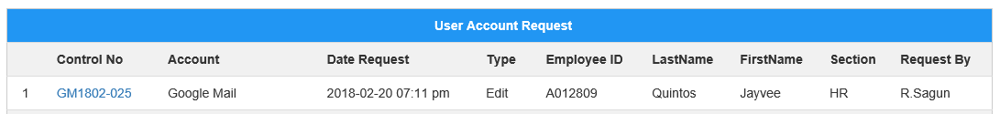 User Account Request
Control No Account Date Request Type Employee ID LastName FirstName Section Request By
1 GM1802-025 Google Mail 2018-02-20 07:11 pm Edit A012809 Quintos Jayvee HR R.Sagun